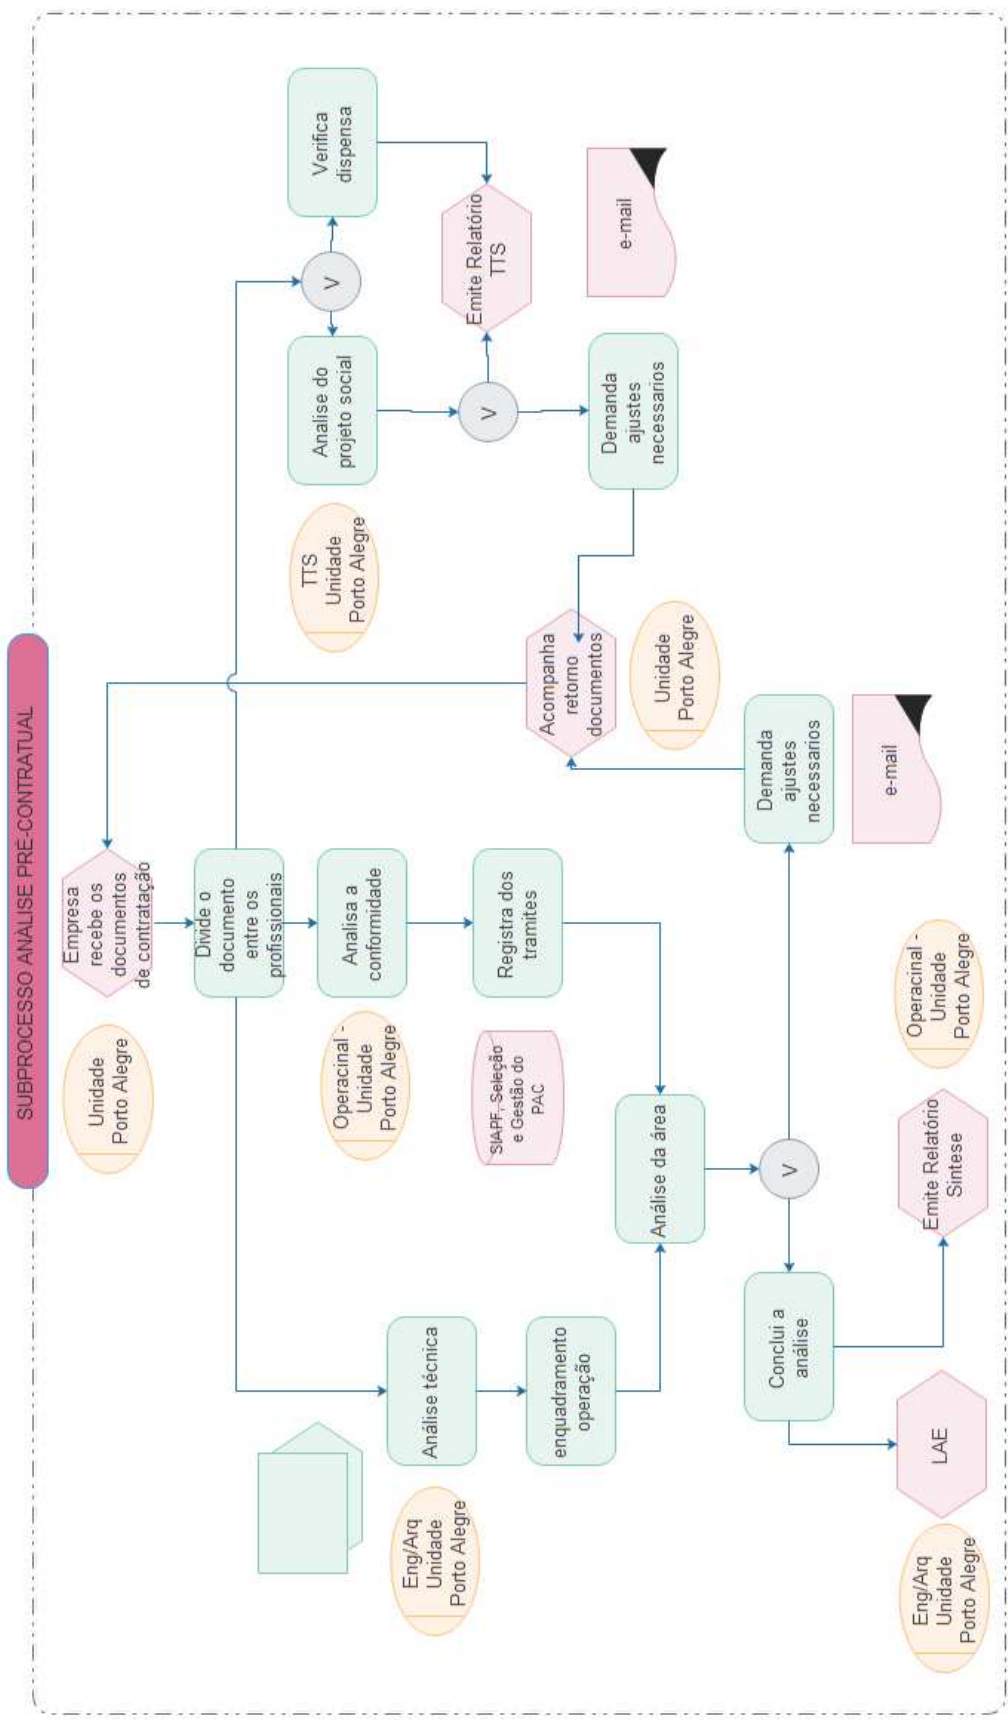 SUBPROCESSO ANÁLISE PRÉ-CONTRATUAL
Unidade
Porto Alegre
Empresa
recebe os
documentos
de contratação
Divide o
documento
entre os
profissionais
Operacinal -
Unidade
Porto Alegre
Analisa a
conformidade
SIAPF, Seleção
e Gestão do
PAC
Registra dos
tramites
Eng/Arq
Unidade
Porto Alegre
Análise técnica
enquadramento
operação
Análise da área
V
Conclui a
análise
Demanda
ajustes
necessarios
Eng/Arq
Unidade
Porto Alegre
LAE
Emite Relatório
Sintese
Operacinal -
Unidade
Porto Alegre
e-mail
Acompanha
retorno
documentos
Unidade
Porto Alegre
TTS
Unidade
Porto Alegre
Analise do
projeto social
V
Verifica
dispensa
V
Emite Relatório
TTS
Demanda
ajustes
necessarios
e-mail